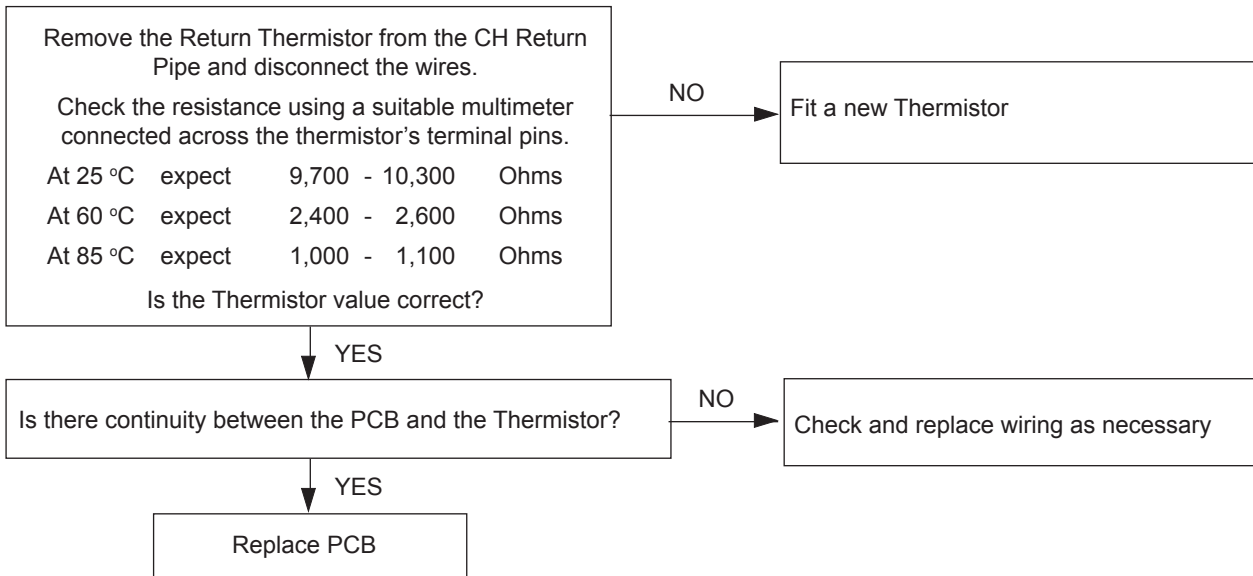 Remove the Return Thermistor from the CH Return
Pipe and disconnect the wires.
Check the resistance using a suitable multimeter
connected across the thermistor's terminal pins.
At 25 °C expect 9,700 - 10,300 Ohms
At 60 °C expect 2,400 - 2,600 Ohms
At 85 °C expect 1,000 - 1,100 Ohms
Is the Thermistor value correct?
NO
Fit a new Thermistor
YES
Is there continuity between the PCB and the Thermistor?
NO
Check and replace wiring as necessary
YES
Replace PCB